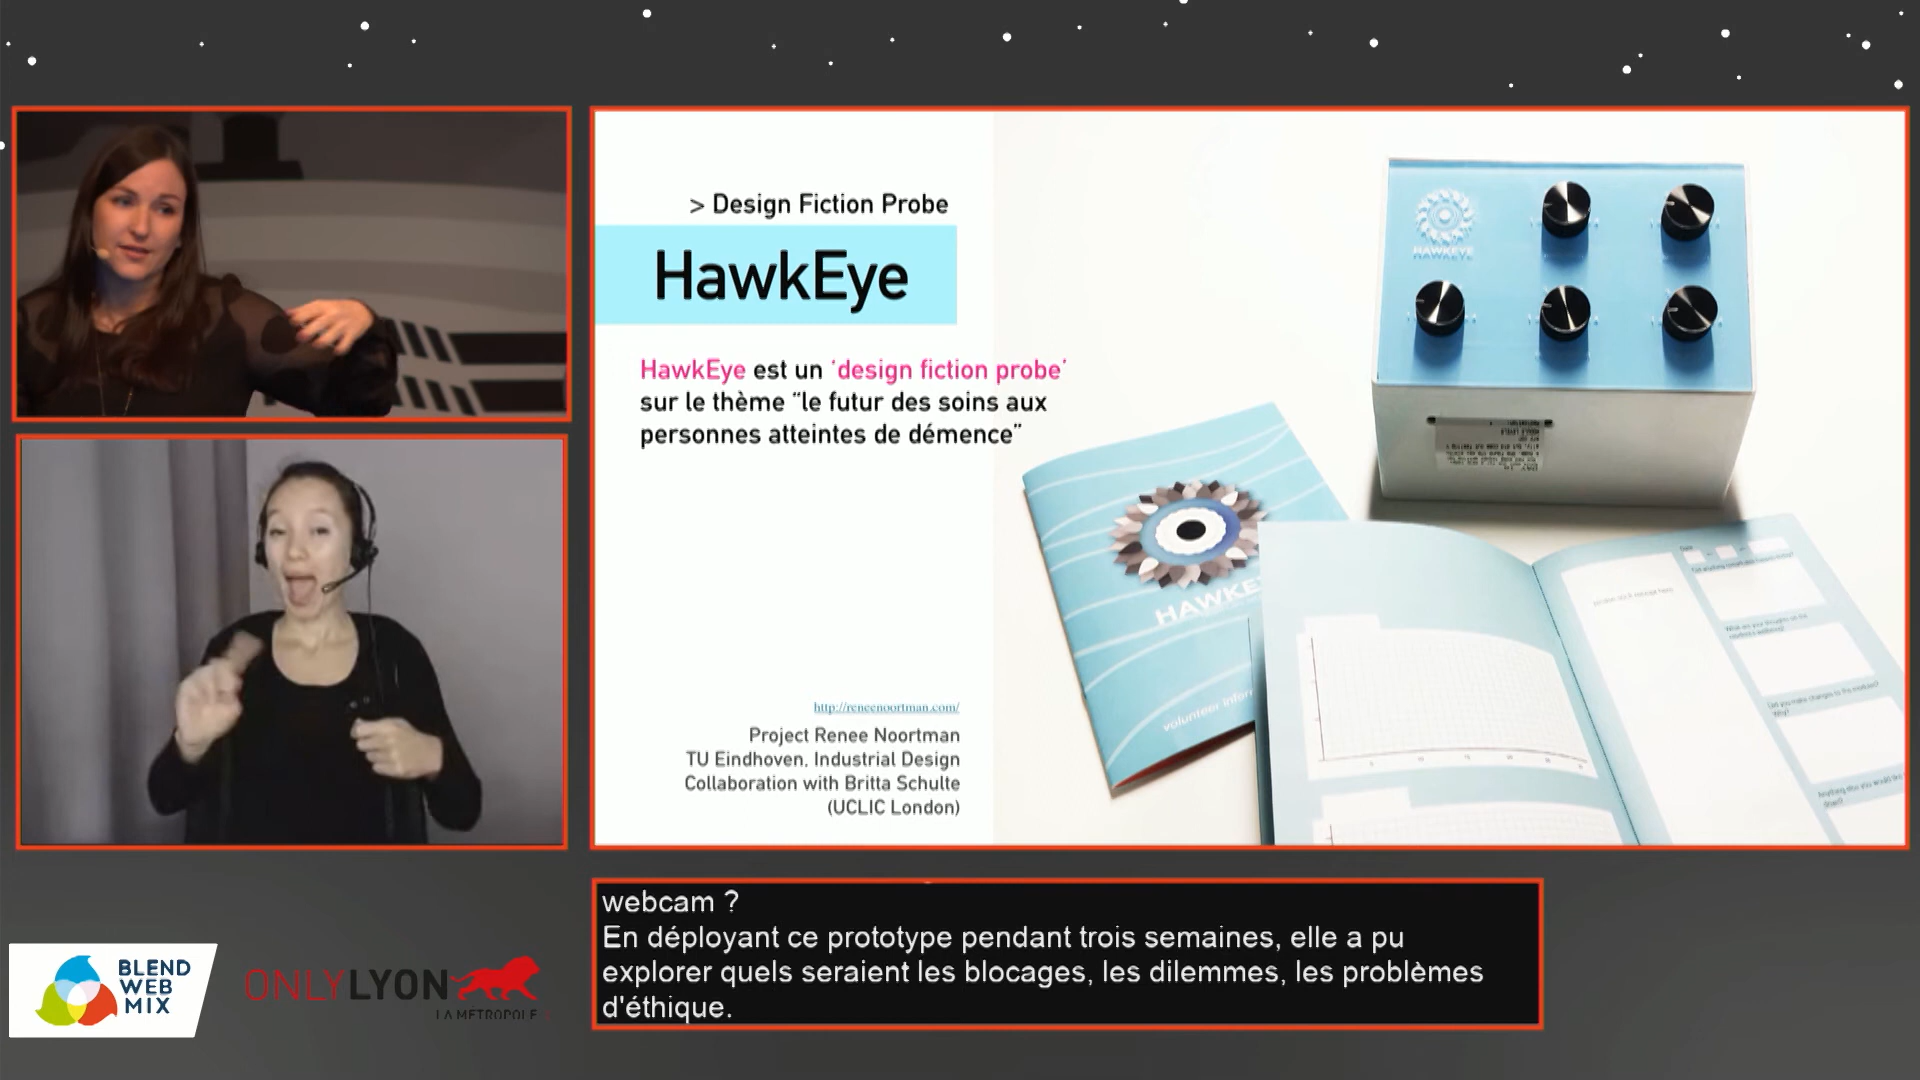 > Design Fiction Probe
HawkEye
HawkEye est un 'design fiction probe'
sur le thème "le futur des soins aux
personnes atteintes de démence"
http://reneenoortman.com/
Project Renee Noortman
TU Eindhoven, Industrial Design
Collaboration with Britta Schulte
(UCLIC London)
HAWKEYE
HAWKE
volunteer infor
webcam ?
En déployant ce prototype pendant trois semaines, elle a pu
explorer quels seraient les blocages, les dilemmes, les problèmes
d'éthique.
BLEND
WEB
MIX
ONLYLYON
LA MÉTROPOLE